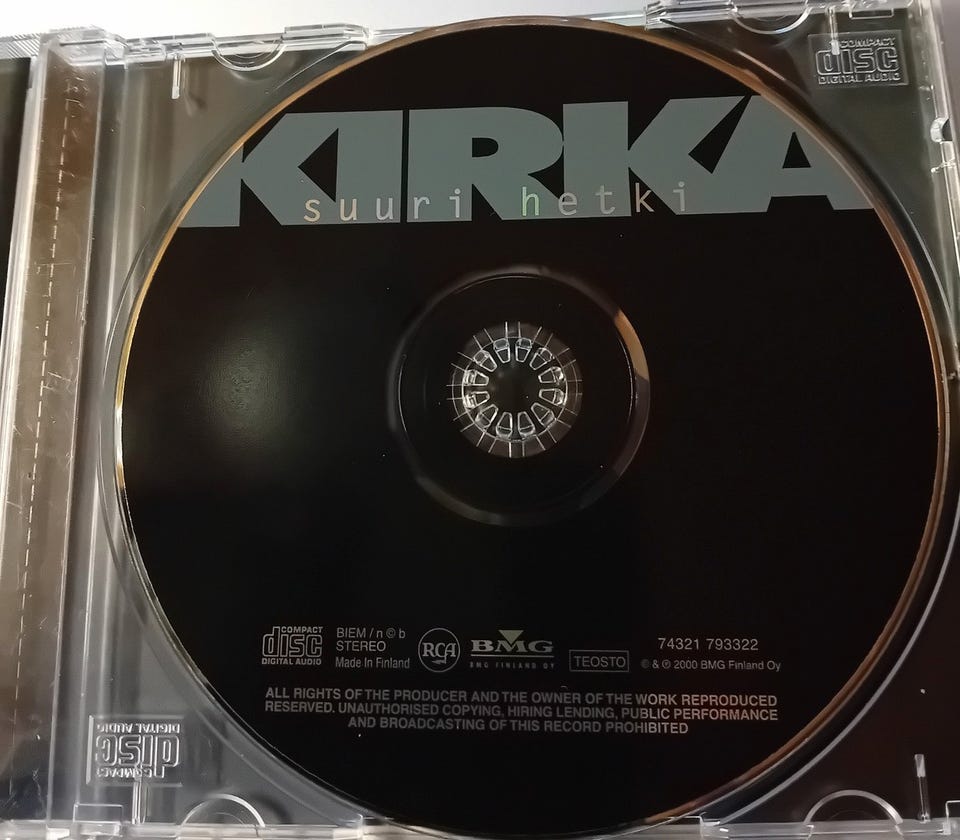 COMPACT
disc
DIGITAL AUDIO
KIRKA
suuri hetki
COMPACT
disc
DIGITAL AUDIO
BIEM / n©b
STEREO
Made in Finland
RCA
BMG
BMG FINLAND OY
TEOSTO
74321 793322
© & ℗ 2000 BMG Finland Oy
ALL RIGHTS OF THE PRODUCER AND THE OWNER OF THE WORK REPRODUCED
RESERVED. UNAUTHORISED COPYING, HIRING LENDING, PUBLIC PERFORMANCE
AND BROADCASTING OF THIS RECORD PROHIBITED
COMPACT
disc
DIGITAL AUDIO